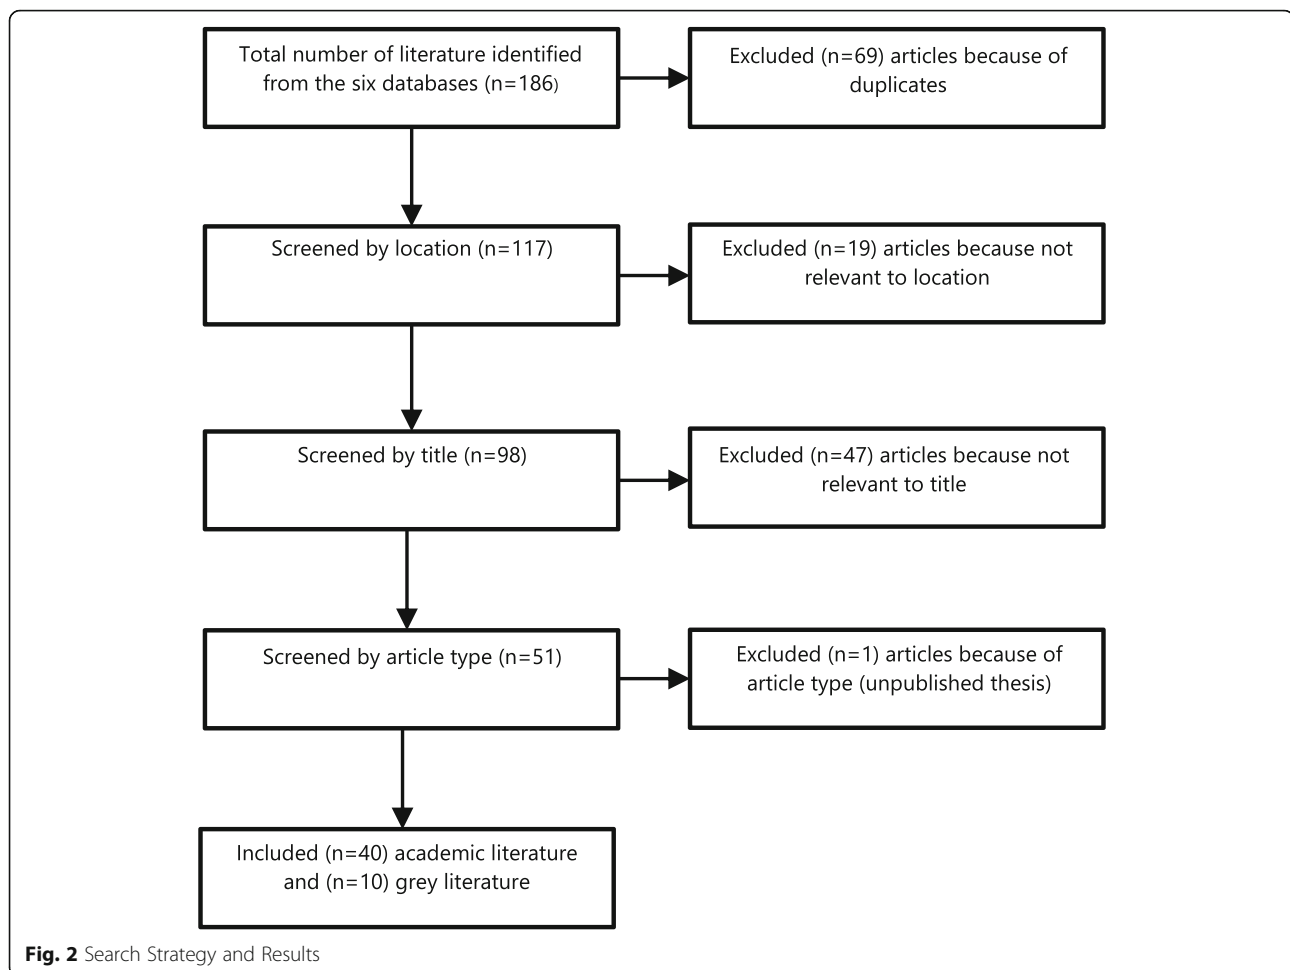 Total number of literature identified
from the six databases (n=186)
Excluded (n=69) articles because of
duplicates
Screened by location (n=117)
Excluded (n=19) articles because not
relevant to location
Screened by title (n=98)
Excluded (n=47) articles because not
relevant to title
Screened by article type (n=51)
Excluded (n=1) articles because of
article type (unpublished thesis)
Included (n=40) academic literature
and (n=10) grey literature
Fig. 2 Search Strategy and Results